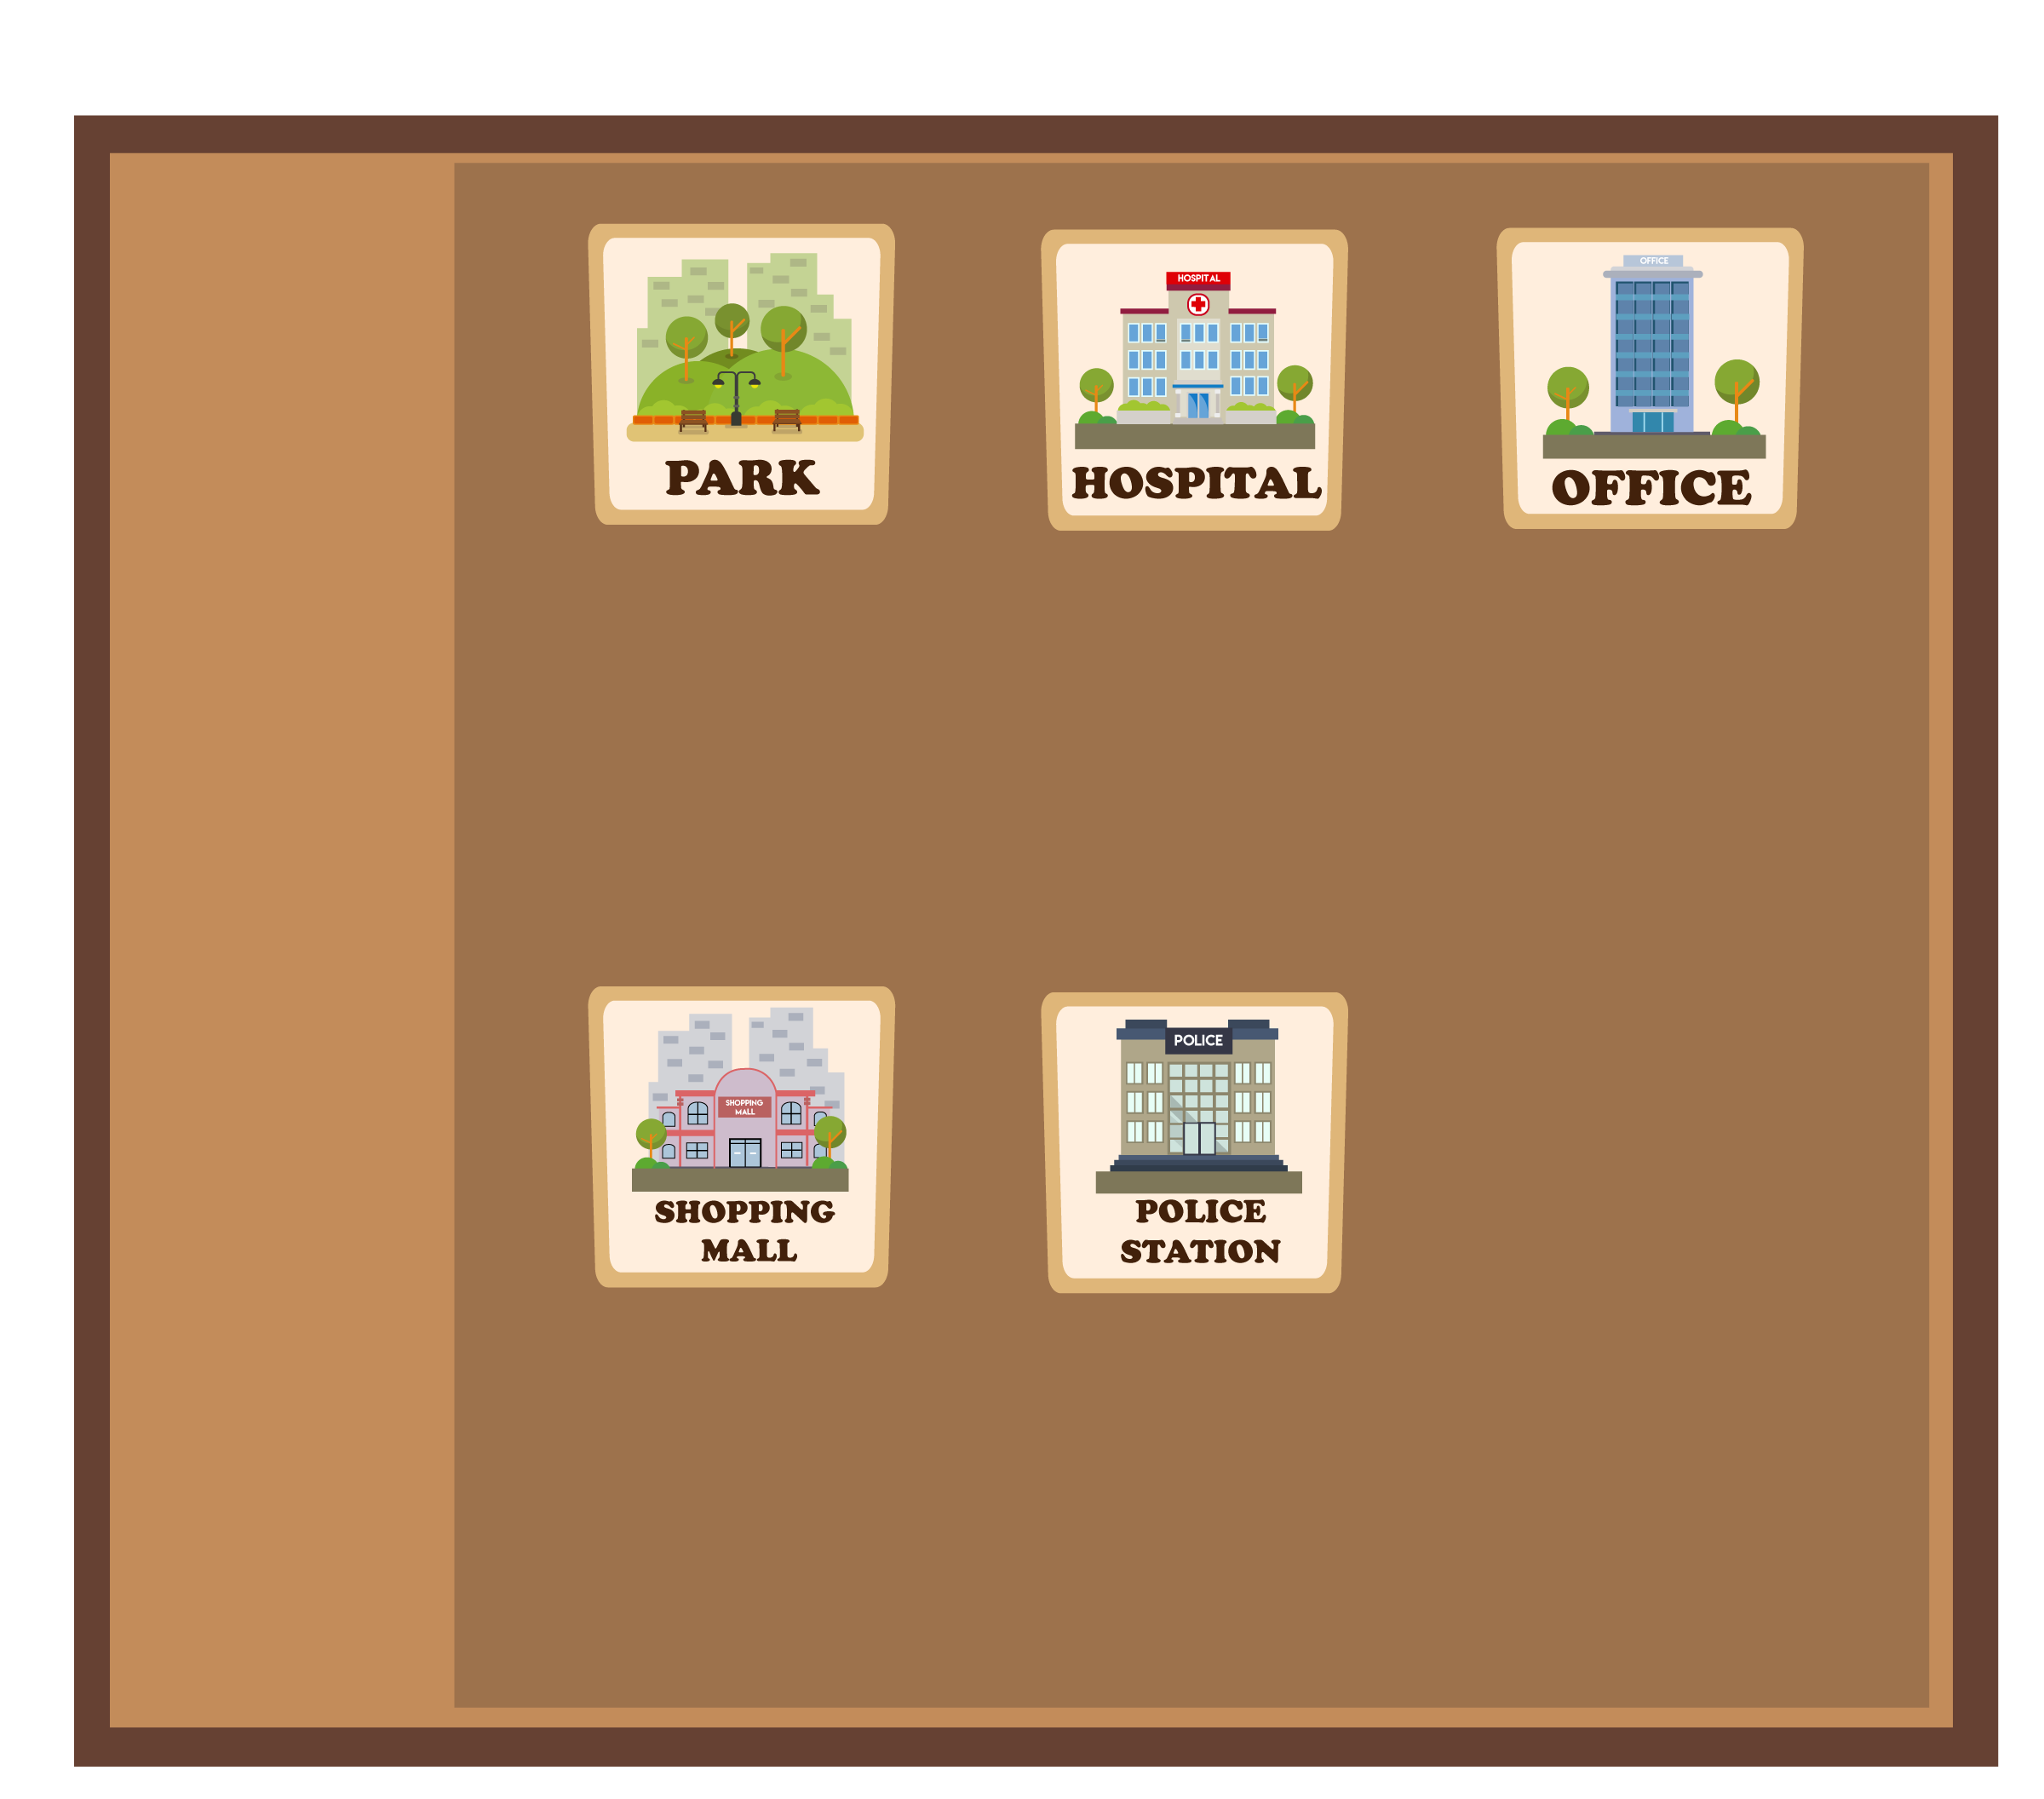 HOSPITAL
OFFICE
PARK
HOSPITAL
OFFICE
SHOPPING
MALL
POLICE
SHOPPING
MALL
POLICE
STATION